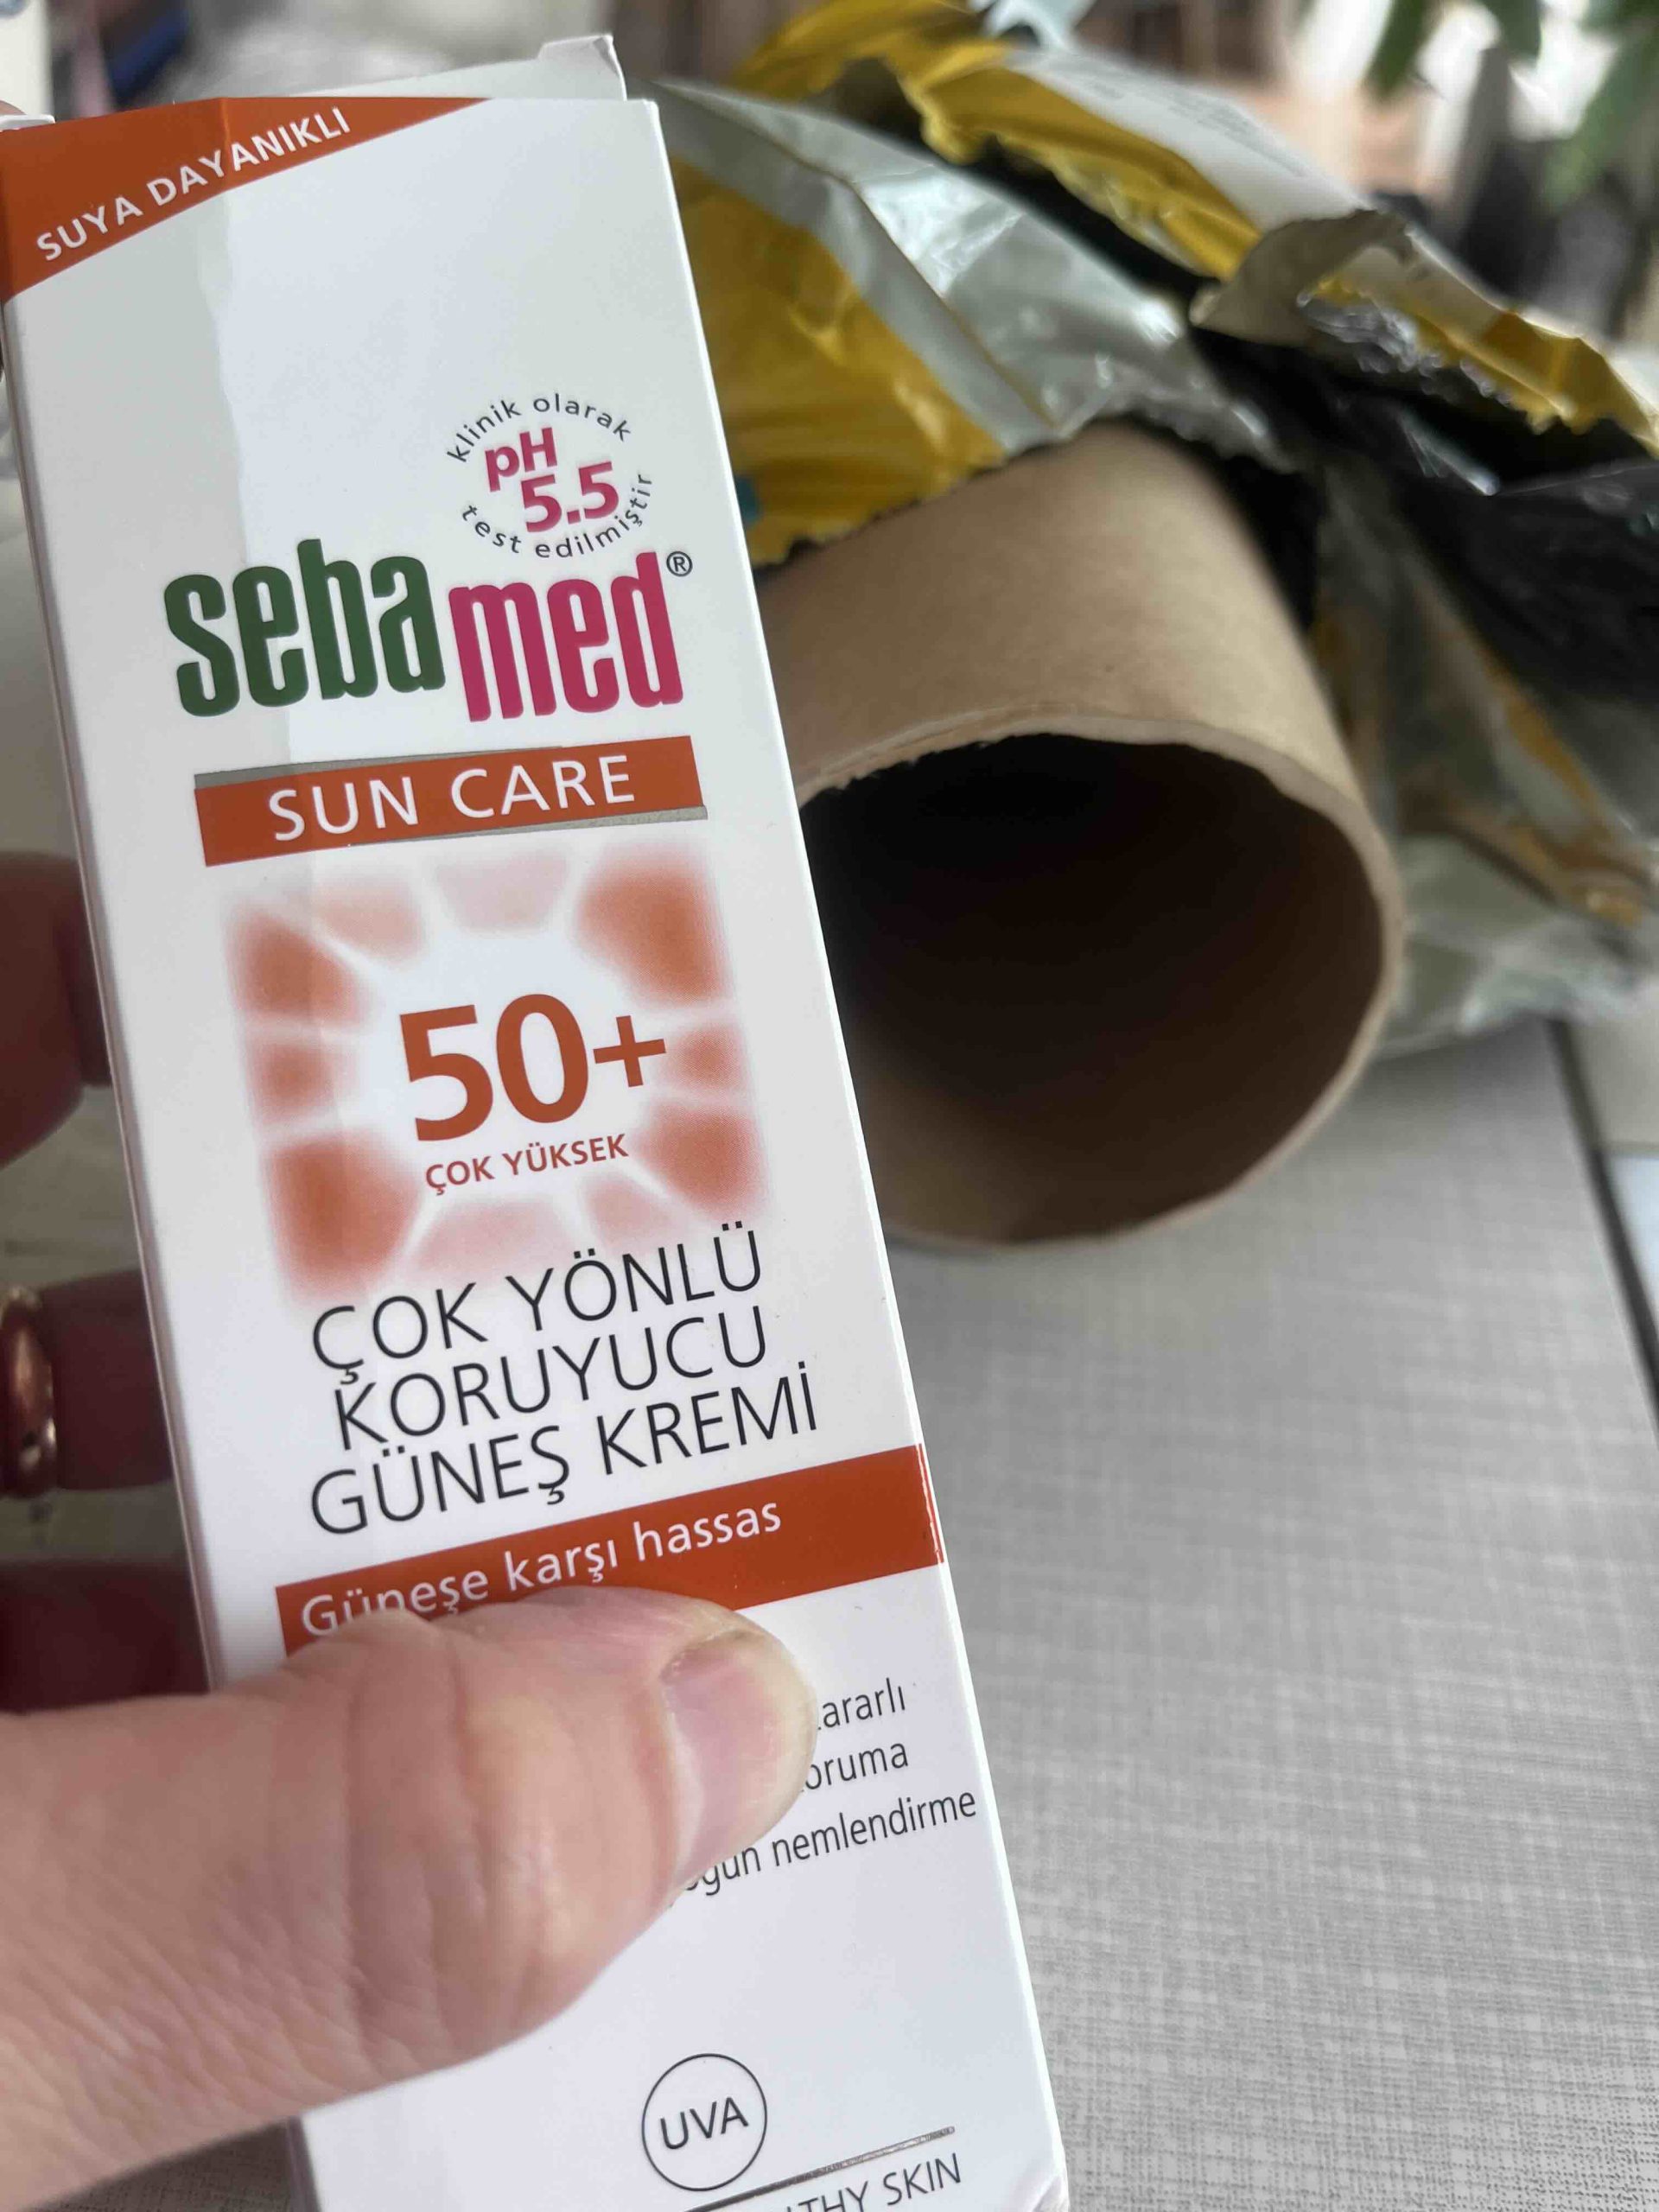 SUYA DAYANIKLI
klinik olarak
pH
5.5
test edilmiştir
sebamed®
SUN CARE
50+
ÇOK YÜKSEK
ÇOK YÖNLÜ
KORUYUCU
GÜNEŞ KREMİ
Güneşe karşı hassas
nemlendirme
UVA
SKIN